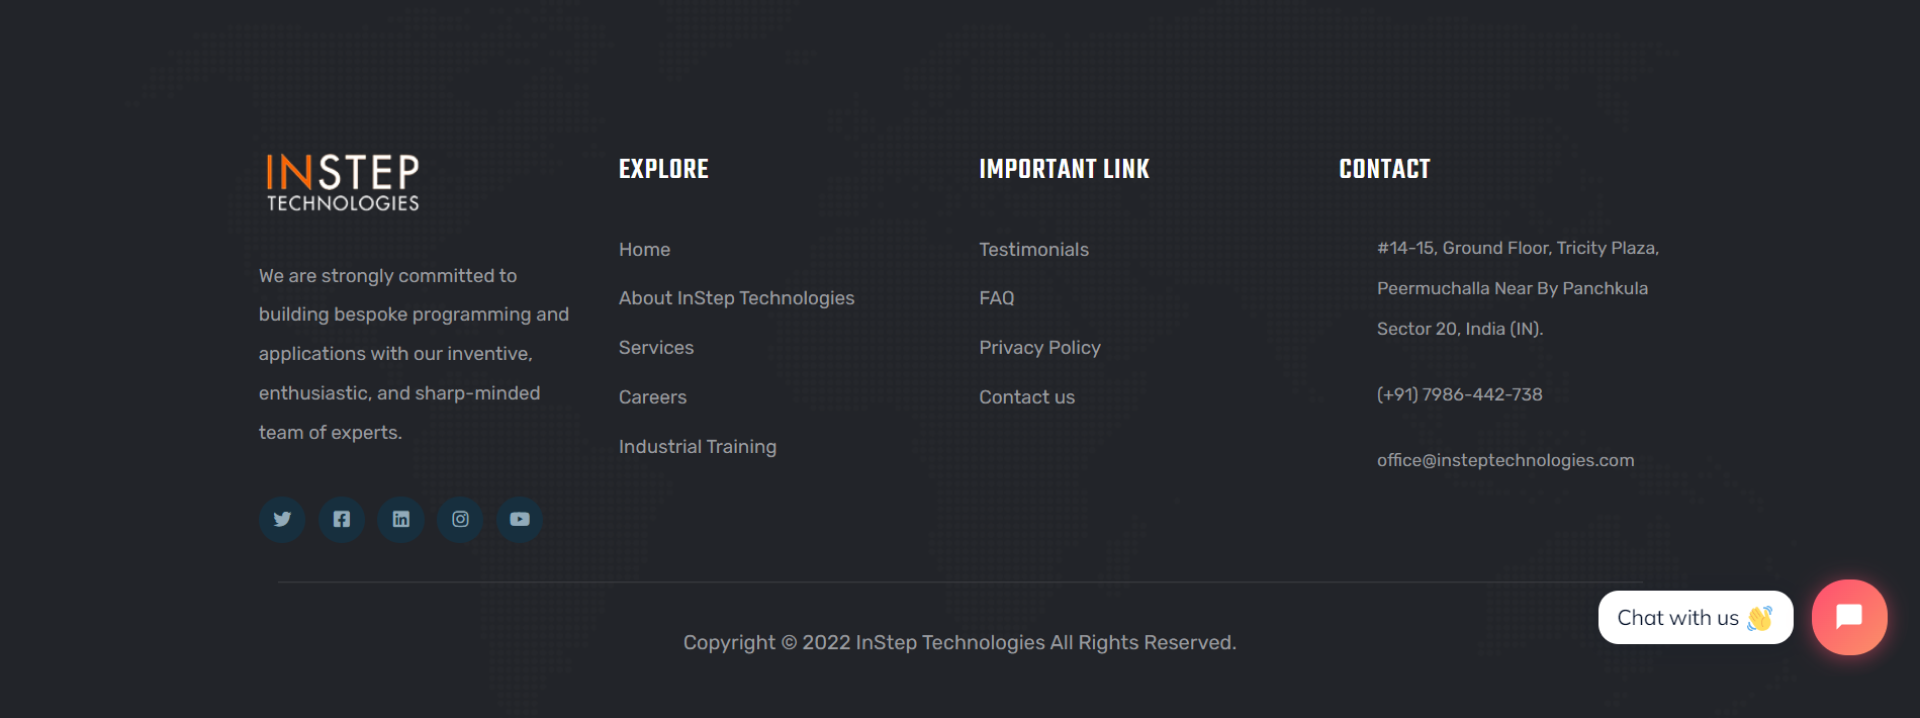 INSTEP
TECHNOLOGIES
We are strongly committed to
building bespoke programming and
applications with our inventive,
enthusiastic, and sharp-minded
team of experts.
EXPLORE
Home
About InStep Technologies
Services
Careers
Industrial Training
IMPORTANT LINK
Testimonials
FAQ
Privacy Policy
Contact us
CONTACT
#14-15, Ground Floor, Tricity Plaza,
Peermuchalla Near By Panchkula
Sector 20, India (IN).
(+91) 7986-442-738
office@insteptechnologies.com
Chat with us 👋
Copyright © 2022 InStep Technologies All Rights Reserved.